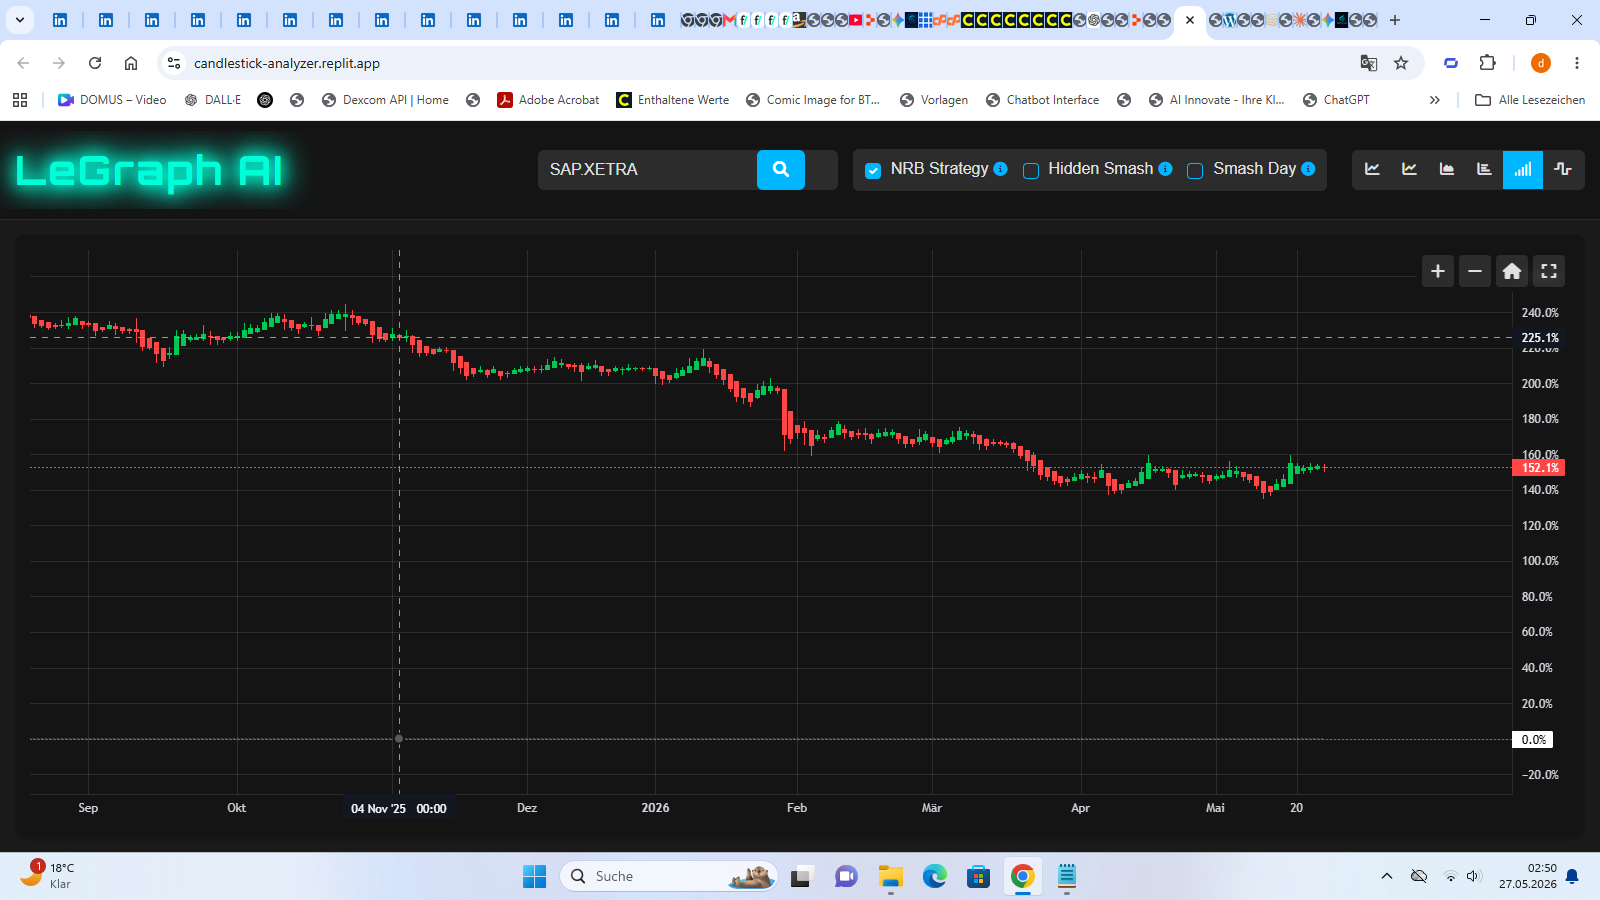 candlestick-analyzer.replit.app
DOMUS – Video
DALL·E
Dexcom API | Home
Adobe Acrobat
Enthaltene Werte
Comic Image for BT...
Vorlagen
Chatbot Interface
AI Innovate - Ihre KI...
ChatGPT
Alle Lesezeichen
LeGraph AI
SAP.XETRA
NRB Strategy
Hidden Smash
Smash Day
240.0%
225.1%
220.0%
200.0%
180.0%
160.0%
152.1%
140.0%
120.0%
100.0%
80.0%
60.0%
40.0%
20.0%
0.0%
−20.0%
Sep
Okt
04 Nov '25 00:00
Dez
2026
Feb
Mär
Apr
Mai
20
1
18°C
Klar
Suche
02:50
27.05.2026